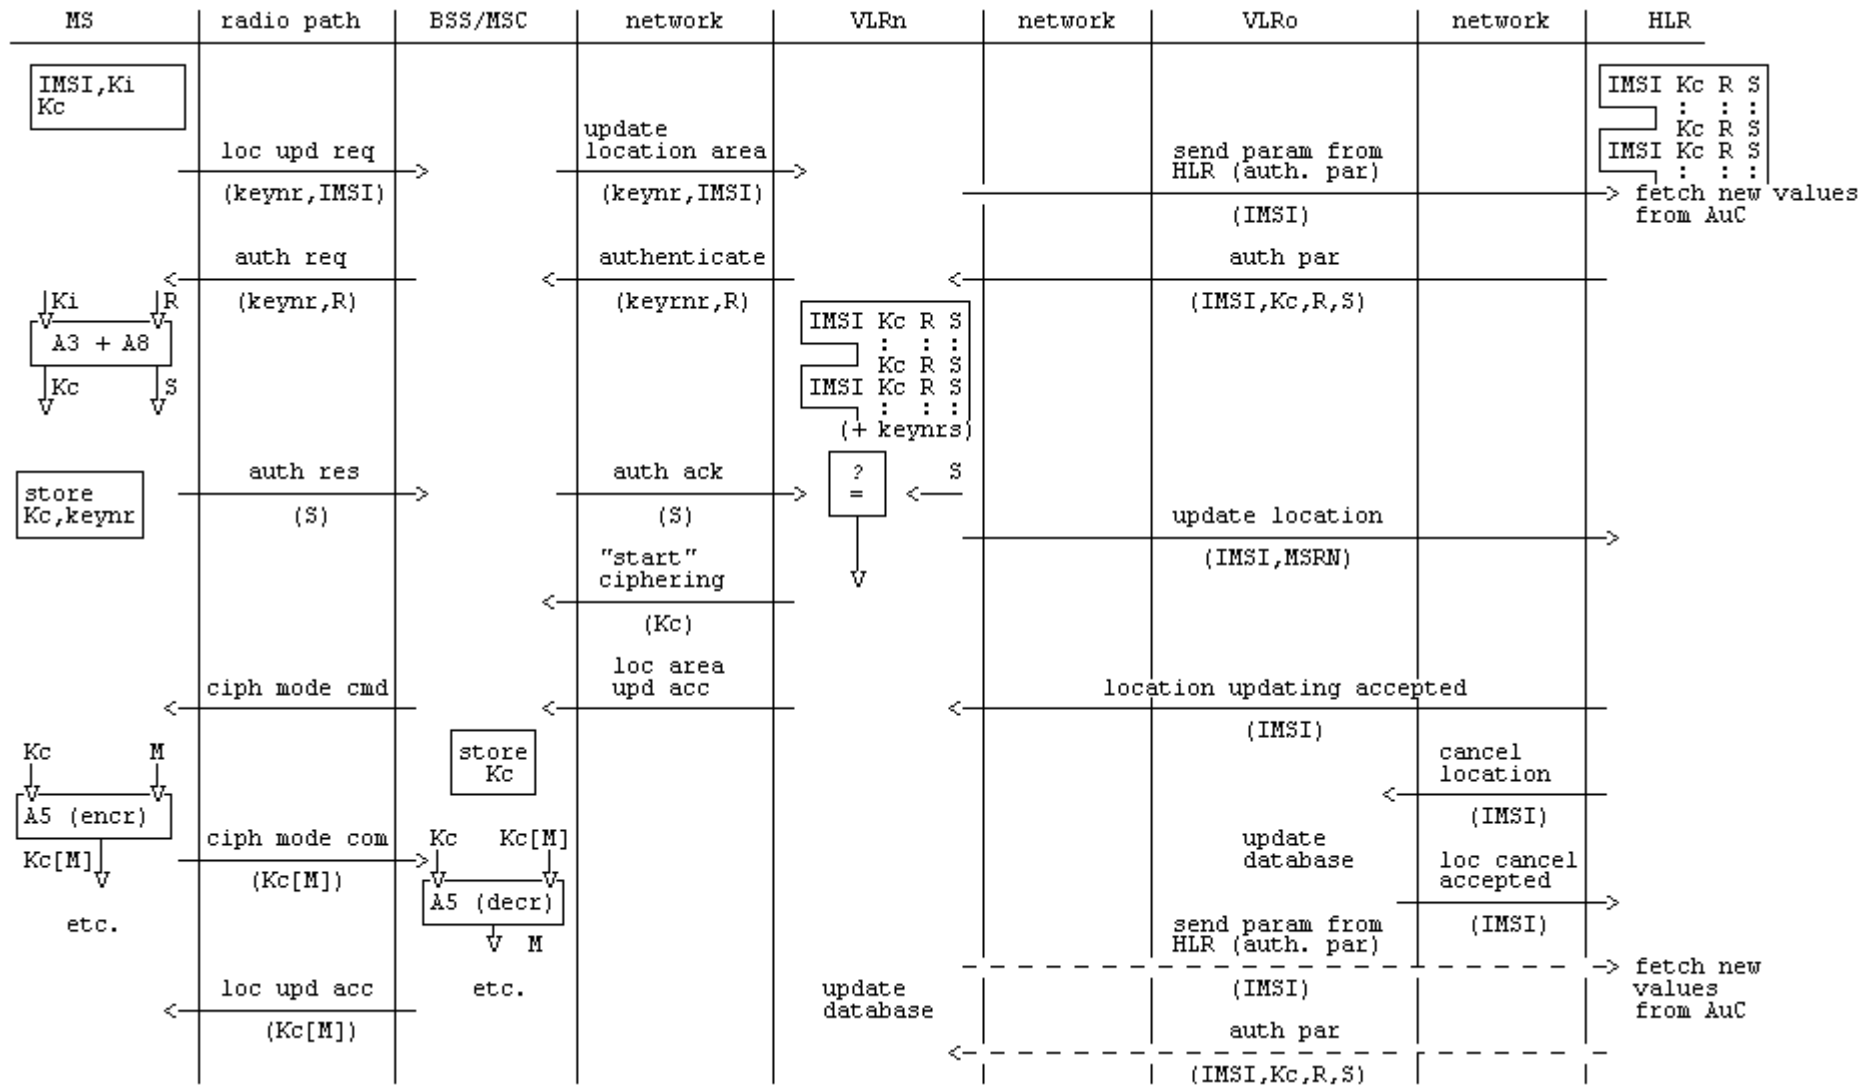 MS radio path BSS/MSC network VLRn network VLRo network HLR
IMSI,Ki
Kc
IMSI Kc R S
: : :
Kc R S
IMSI Kc R S
: : :
loc upd req
(keynr,IMSI)
update
location area
(keynr,IMSI)
send param from
HLR (auth. par)
(IMSI)
fetch new values
from AuC
auth req
(keynr,R)
authenticate
(keyrnr,R)
auth par
(IMSI,Kc,R,S)
Ki R
A3 + A8
Kc S
IMSI Kc R S
: : :
Kc R S
IMSI Kc R S
: : :
(+ keynrs)
store
Kc,keynr
auth res
(S)
auth ack
(S)
?
=
S
update location
(IMSI,MSRN)
"start"
ciphering
(Kc)
ciph mode cmd
loc area
upd acc
location updating accepted
(IMSI)
Kc M
A5 (encr)
Kc[M]
etc.
store
Kc
cancel
location
(IMSI)
ciph mode com
(Kc[M])
Kc Kc[M]
A5 (decr)
M
etc.
update
database
loc cancel
accepted
(IMSI)
send param from
HLR (auth. par)
(IMSI)
fetch new
values
from AuC
loc upd acc
(Kc[M])
update
database
auth par
(IMSI,Kc,R,S)